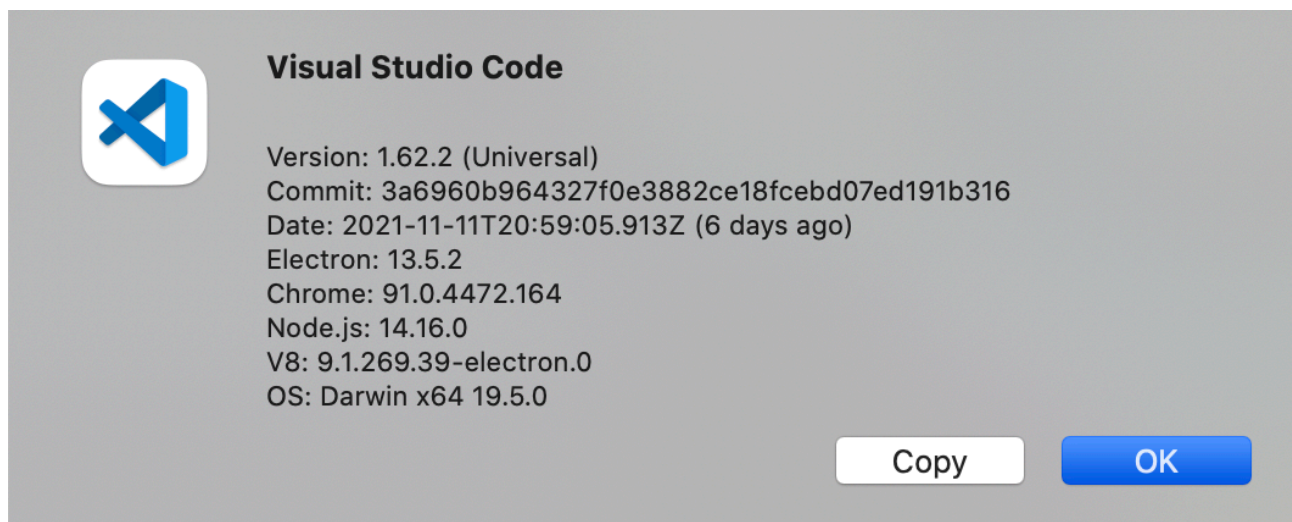 Visual Studio Code
Version: 1.62.2 (Universal)
Commit: 3a6960b964327f0e3882ce18fcebd07ed191b316
Date: 2021-11-11T20:59:05.913Z (6 days ago)
Electron: 13.5.2
Chrome: 91.0.4472.164
Node.js: 14.16.0
V8: 9.1.269.39-electron.0
OS: Darwin x64 19.5.0
Copy OK